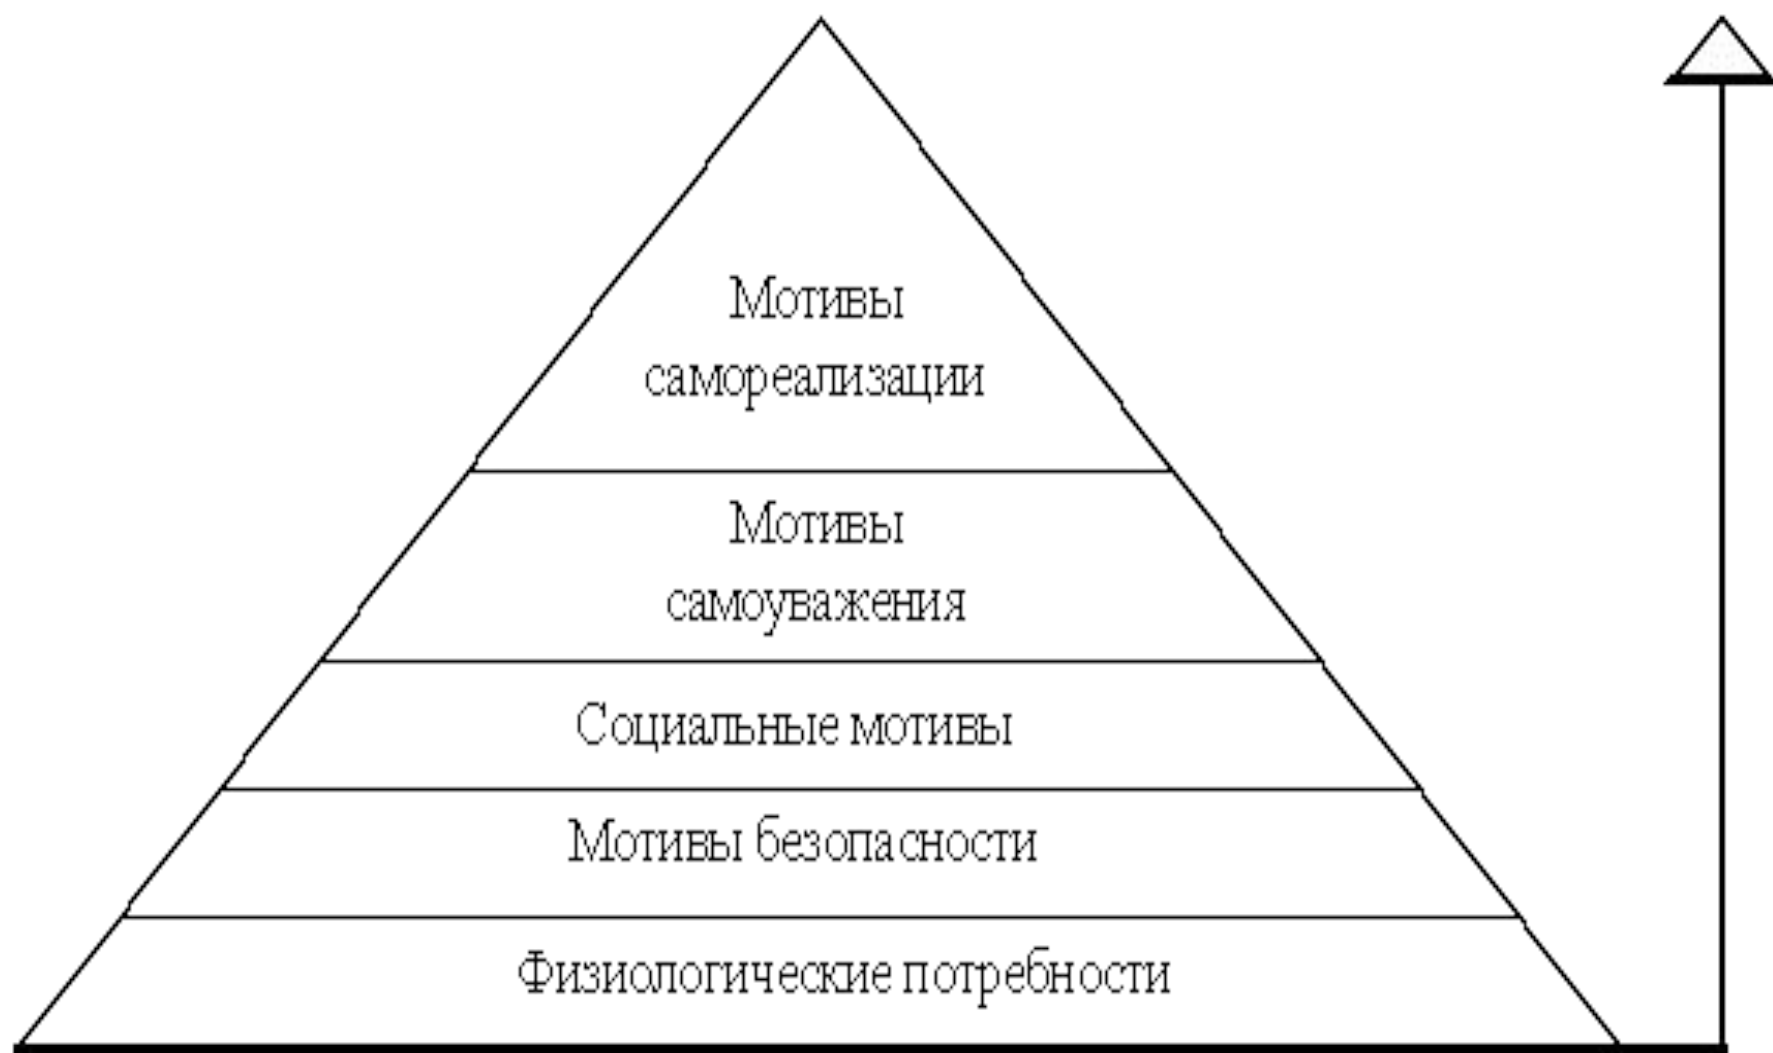 Мотивы
самореализации
Мотивы
самоуважения
Социальные мотивы
Мотивы безопасности
Физиологические потребности